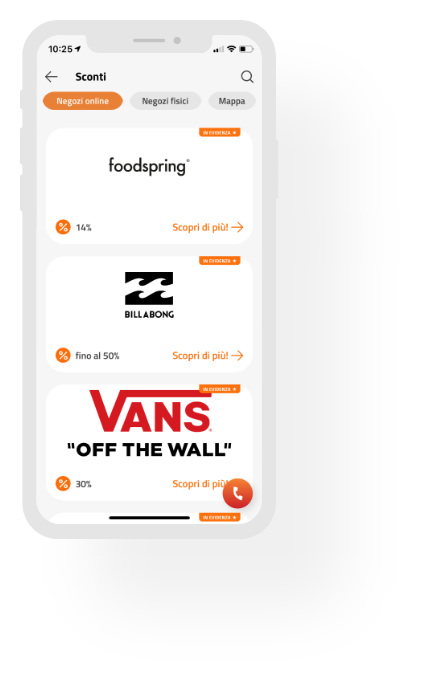 10:25
Sconti
Negozi online
Negozi fisici
Mappa
IN EVIDENZA
foodspring®
14%
Scopri di più!
IN EVIDENZA
BILLABONG
fino al 50%
Scopri di più!
IN EVIDENZA
VANS
"OFF THE WALL"
30%
Scopri di più!
IN EVIDENZA